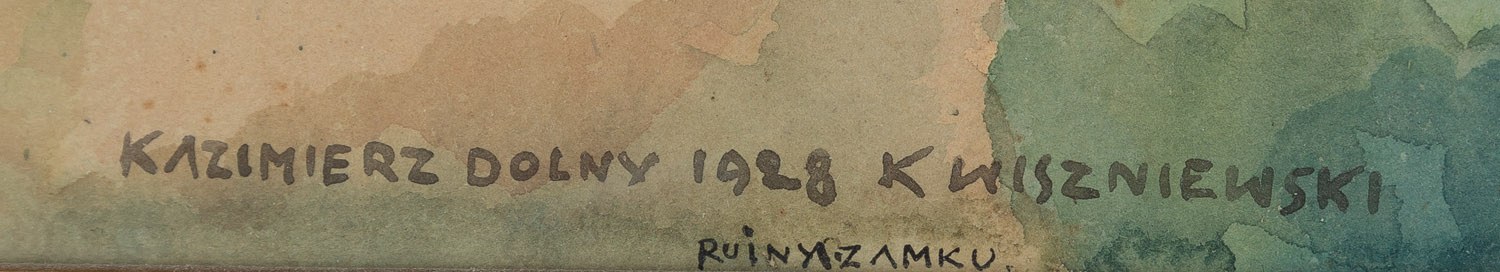 KAZIMIERZ DOLNY 1928 K WISZNIEWSKI
RUINY ZAMKU